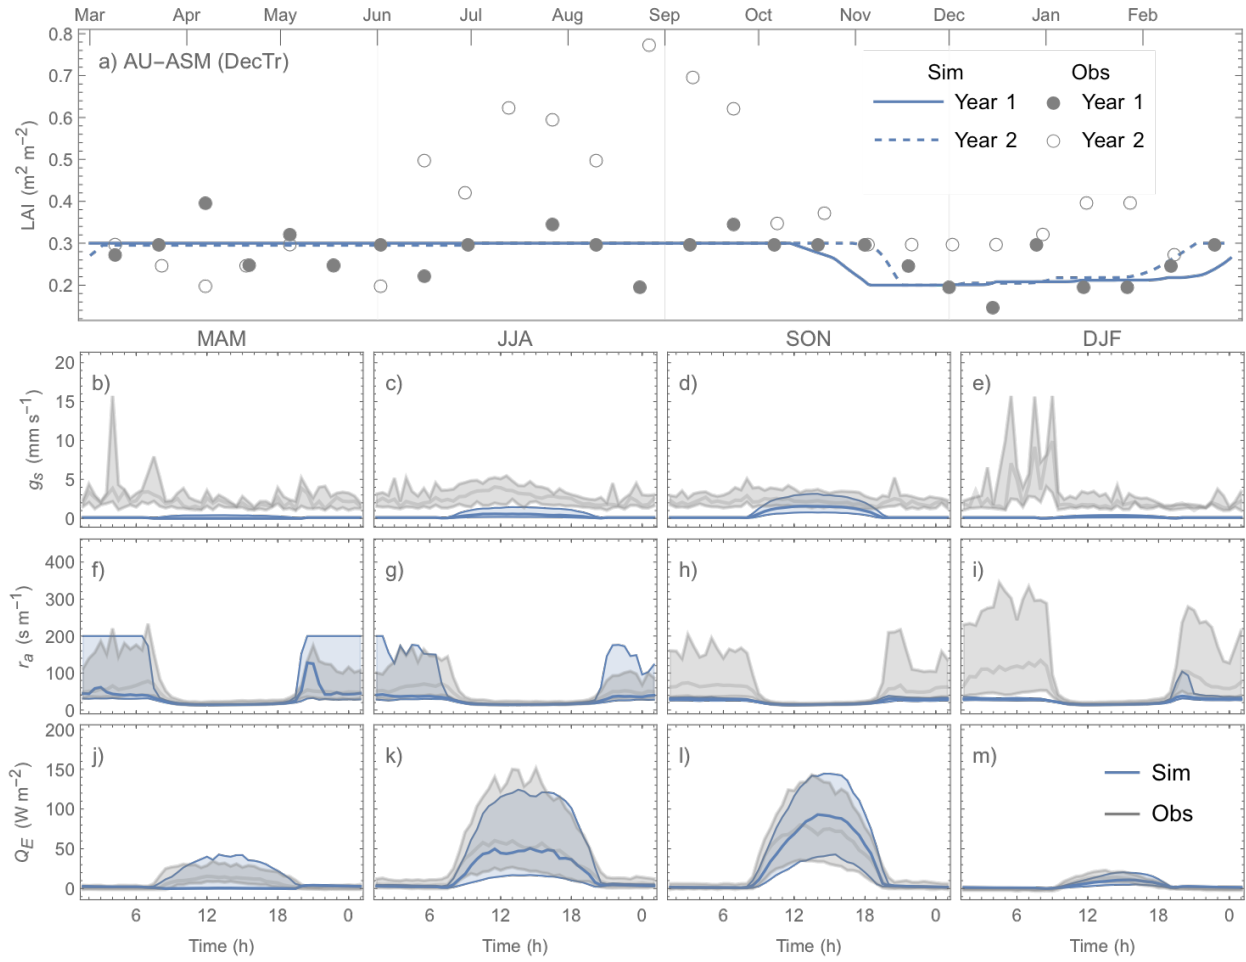 Mar Apr May Jun Jul Aug Sep Oct Nov Dec Jan Feb
a) AU−ASM (DecTr)
Sim Obs
Year 1 Year 1
Year 2 Year 2
LAI (m² m⁻²)
0.8
0.7
0.6
0.5
0.4
0.3
0.2
MAM JJA SON DJF
b) c) d) e)
gₛ (mm s⁻¹)
20
15
10
5
0
f) g) h) i)
rₐ (s m⁻¹)
400
300
200
100
0
j) k) l) m)
Q_E (W m⁻²)
200
150
100
50
0
Sim
Obs
6 12 18 0 6 12 18 0 6 12 18 0 6 12 18 0
Time (h) Time (h) Time (h) Time (h)